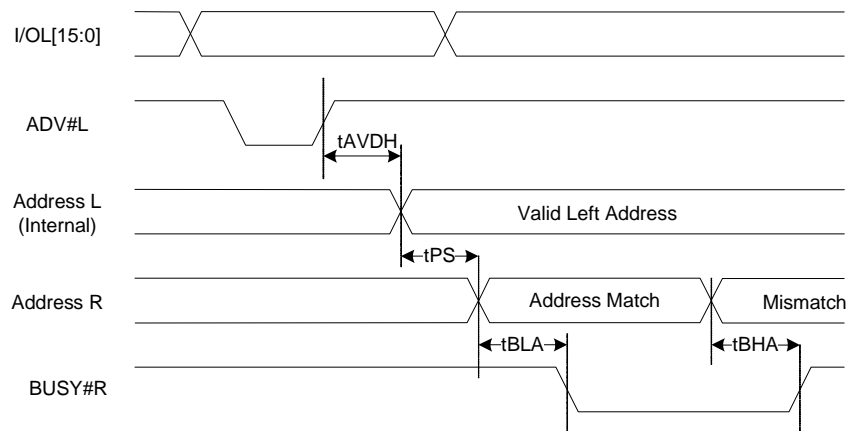 I/OL[15:0]
ADV#L
tAVDH
Address L
(Internal)
Valid Left Address
tPS
Address R
Address Match
Mismatch
tBLA
tBHA
BUSY#R